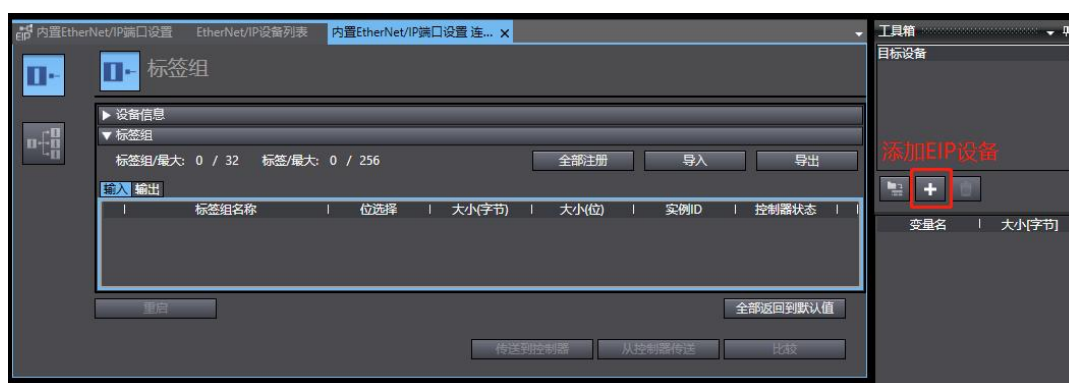 内置EtherNet/IP端口设置 EtherNet/IP设备列表 内置EtherNet/IP端口设置 连... 工具箱
目标设备
标签组
设备信息
标签组
标签组/最大: 0 / 32 标签/最大: 0 / 256 全部注册 导入 导出
添加EIP设备
输入 输出
标签组名称 位选择 大小(字节) 大小(位) 实例ID 控制器状态
变量名 大小[字节]
重启 全部返回到默认值
传送到控制器 从控制器传送 比较